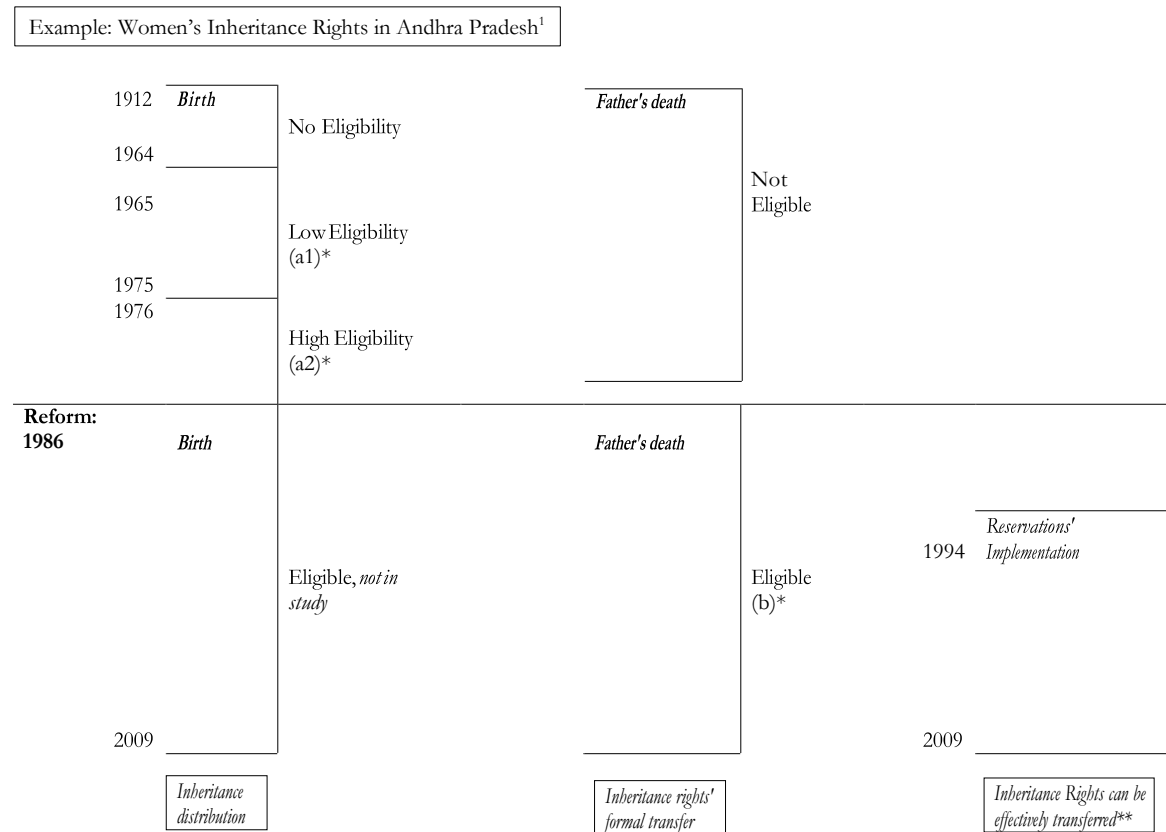 Example: Women's Inheritance Rights in Andhra Pradesh1
1912
Birth
No Eligibility
1964
1965
Low Eligibility
(a1)*
1975
1976
High Eligibility
(a2)*
Father's death
Not
Eligible
Reform:
1986
Birth
Eligible, not in
study
2009
Father's death
Eligible
(b)*
Reservations'
1994
Implementation
2009
Inheritance
distribution
Inheritance rights'
formal transfer
Inheritance Rights can be
effectively transferred**